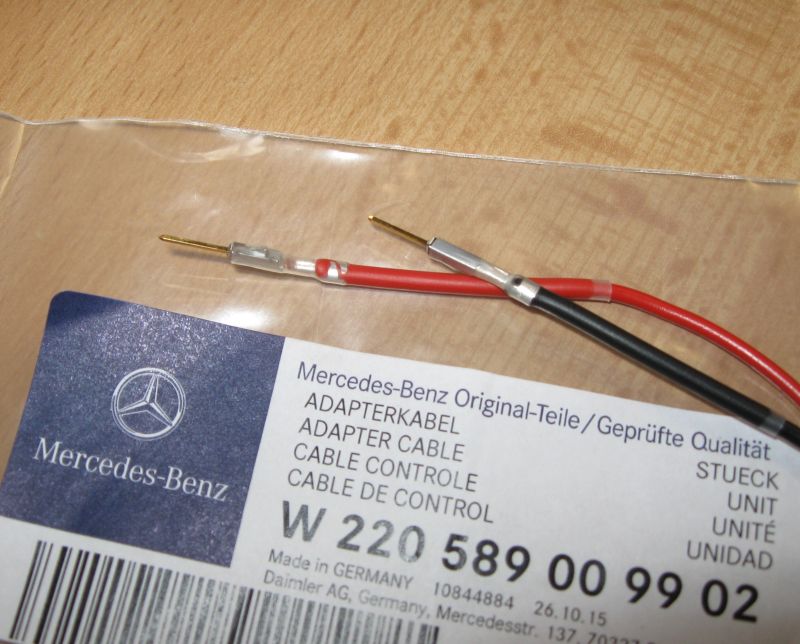 Mercedes-Benz
Mercedes-Benz Original-Teile/Geprüfte Qualität
ADAPTERKABEL
ADAPTER CABLE
CABLE CONTROLE
CABLE DE CONTROL
STUECK
UNIT
UNITÉ
UNIDAD
W 220 589 00 99 02
Made in GERMANY 10844884 26.10.15
Daimler AG, Germany, Mercedesstr. 137, 70327